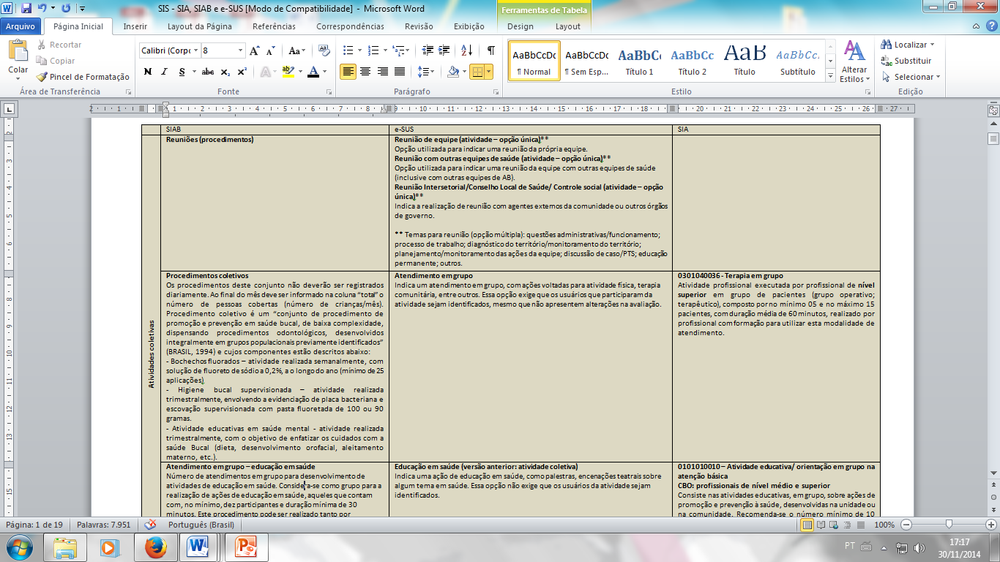 SIS - SIA, SIAB e e-SUS [Modo de Compatibilidade] - Microsoft Word
Ferramentas de Tabela
Arquivo
Página Inicial
Inserir
Layout da Página
Referências
Correspondências
Revisão
Exibição
Design
Layout
Colar
Recortar
Copiar
Pincel de Formatação
Área de Transferência
Calibri (Corpo
8
Fonte
Parágrafo
AaBbCcDc
¶ Normal
AaBbCcDc
¶ Sem Esp...
AaBbCc
Título 1
AaBbCc
Título 2
AaB
Título
AaBbCc.
Subtítulo
Alterar
Estilos
Estilo
Localizar
Substituir
Selecionar
Edição
SIAB
e-SUS
SIA
Atividades coletivas
Reuniões (procedimentos)
Reunião de equipe (atividade – opção única)**
Opção utilizada para indicar uma reunião da própria equipe.
Reunião com outras equipes de saúde (atividade – opção única)**
Opção utilizada para indicar uma reunião da equipe com outras equipes de saúde
(inclusive com outras equipes de AB).
Reunião Intersetorial/Conselho Local de Saúde/ Controle social (atividade – opção
única)**
Indica a realização de reunião com agentes externos da comunidade ou outros órgãos
de governo.
** Temas para reunião (opção múltipla): questões administrativas/funcionamento;
processo de trabalho; diagnóstico do território/monitoramento do território;
planejamento/monitoramento das ações da equipe; discussão de caso/PTS; educação
permanente; outros.
Procedimentos coletivos
Os procedimentos deste conjunto não deverão ser registrados
diariamente. Ao final do mês deve ser informado na coluna “total” o
número de pessoas cobertas (número de crianças/mês).
Procedimento coletivo é um “conjunto de procedimento de
promoção e prevenção em saúde bucal, de baixa complexidade,
dispensando procedimentos odontológicos, desenvolvidos
integralmente em grupos populacionais previamente identificados”
(BRASIL, 1994) e cujos componentes estão descritos abaixo:
- Bochechos fluorados – atividade realizada semanalmente, com
solução de fluoreto de sódio a 0,2%, a o longo do ano (mínimo de 25
aplicações)
- Higiene bucal supervisionada – atividade realizada
trimestralmente, envolvendo a evidenciação de placa bacteriana e
escovação supervisionada com pasta fluoretada de 100 ou 90
gramas.
- Atividade educativas em saúde mental - atividade realizada
trimestralmente, com o objetivo de enfatizar os cuidados com a
saúde Bucal (dieta, desenvolvimento orofacial, aleitamento
materno, etc.).
Atendimento em grupo
Indica um atendimento em grupo, com ações voltadas para atividade física, terapia
comunitária, entre outros. Essa opção exige que os usuários que participaram da
atividade sejam identificados, mesmo que não apresentem alterações na avaliação.
0301040036 - Terapia em grupo
Atividade profissional executada por profissional de nível
superior em grupo de pacientes (grupo operativo;
terapêutico), composto por no mínimo 05 e no máximo 15
pacientes, com duração média de 60 minutos, realizado por
profissional com formação para utilizar esta modalidade de
atendimento.
Atendimento em grupo – educação em saúde
Número de atendimentos em grupo para desenvolvimento de
atividades de educação em saúde. Considera-se como grupo para a
realização de ações de educação em saúde, aqueles que contam
com, no mínimo, dez participantes e duração mínima de 30
minutos. Este procedimento pode ser realizado tanto por
Educação em saúde (versão anterior: atividade coletiva)
Indica uma ação de educação em saúde, como palestras, encenações teatrais sobre
algum tema em saúde. Essa opção não exige que os usuários da atividade sejam
identificados.
0101010010 – Atividade educativa/ orientação em grupo na
atenção básica
CBO: profissionais de nível médio e superior
Consiste nas atividades educativas, em grupo, sobre ações de
promoção e prevenção à saúde, desenvolvidas na unidade ou
na comunidade. Recomenda-se o número mínimo de 10
Página: 1 de 19
Palavras: 7.951
Português (Brasil)
100%
PT
17:17
30/11/2014